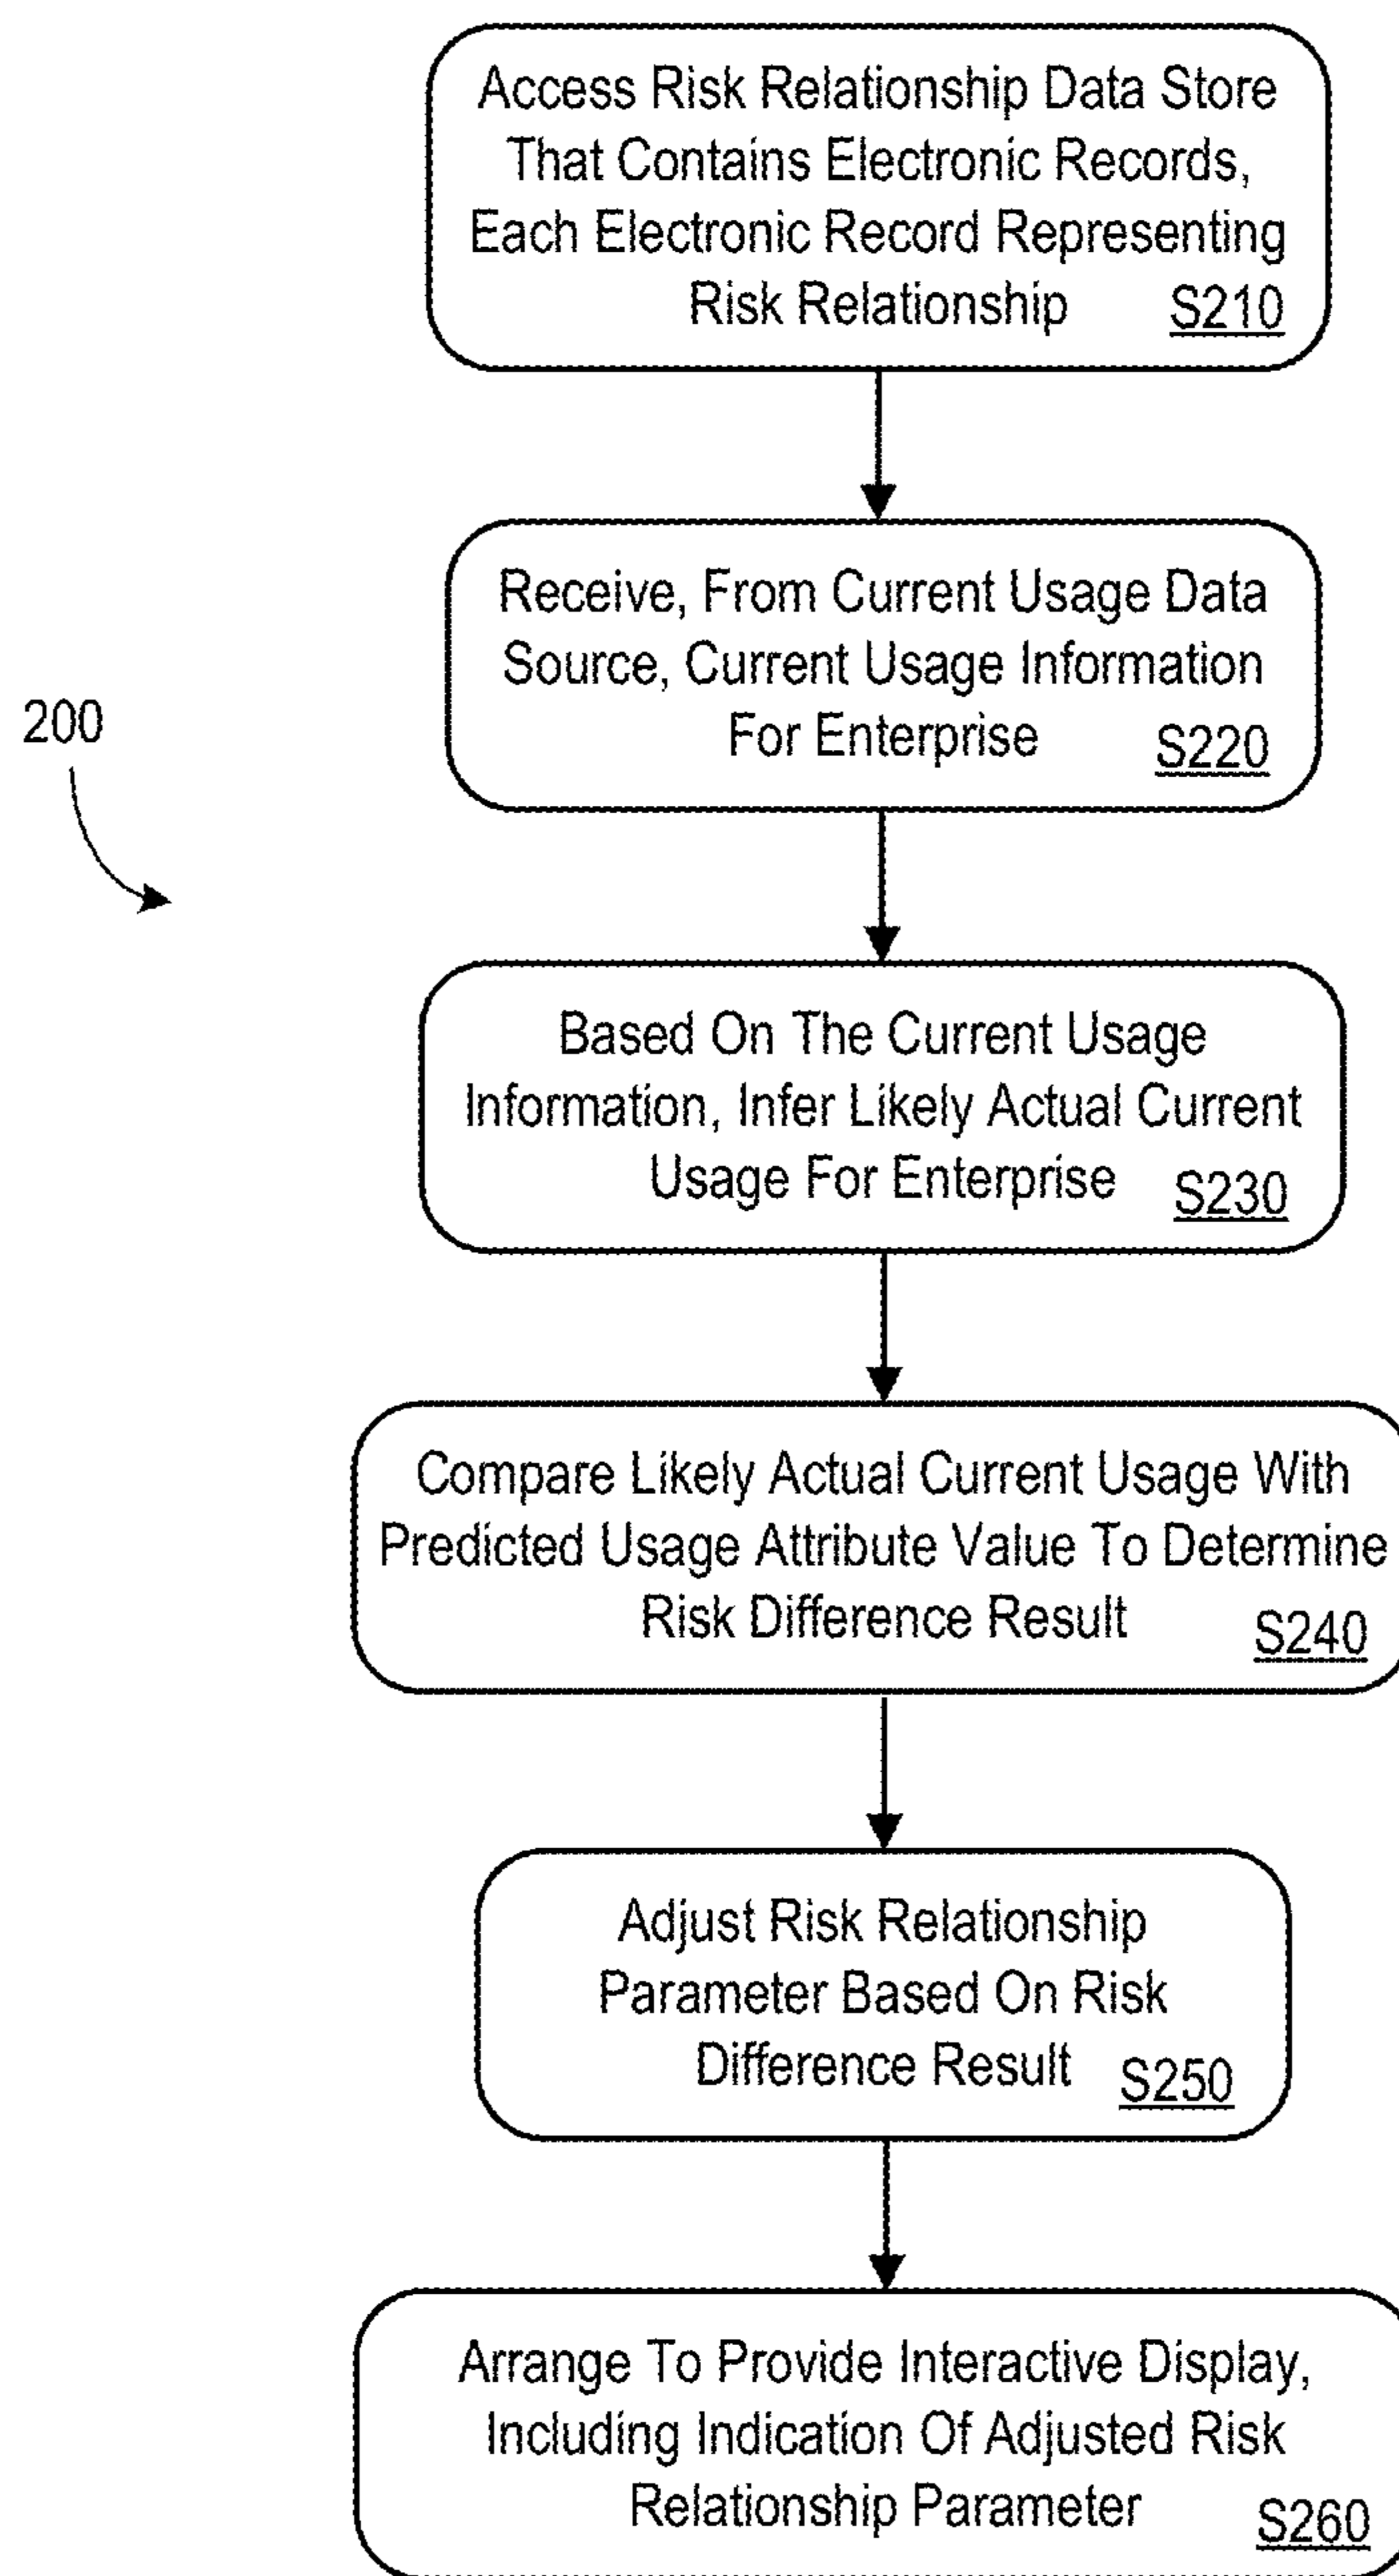 Access Risk Relationship Data Store
That Contains Electronic Records,
Each Electronic Record Representing
Risk Relationship S210
Receive, From Current Usage Data
Source, Current Usage Information
For Enterprise S220
200
Based On The Current Usage
Information, Infer Likely Actual Current
Usage For Enterprise S230
Compare Likely Actual Current Usage With
Predicted Usage Attribute Value To Determine
Risk Difference Result S240
Adjust Risk Relationship
Parameter Based On Risk
Difference Result S250
Arrange To Provide Interactive Display,
Including Indication Of Adjusted Risk
Relationship Parameter S260